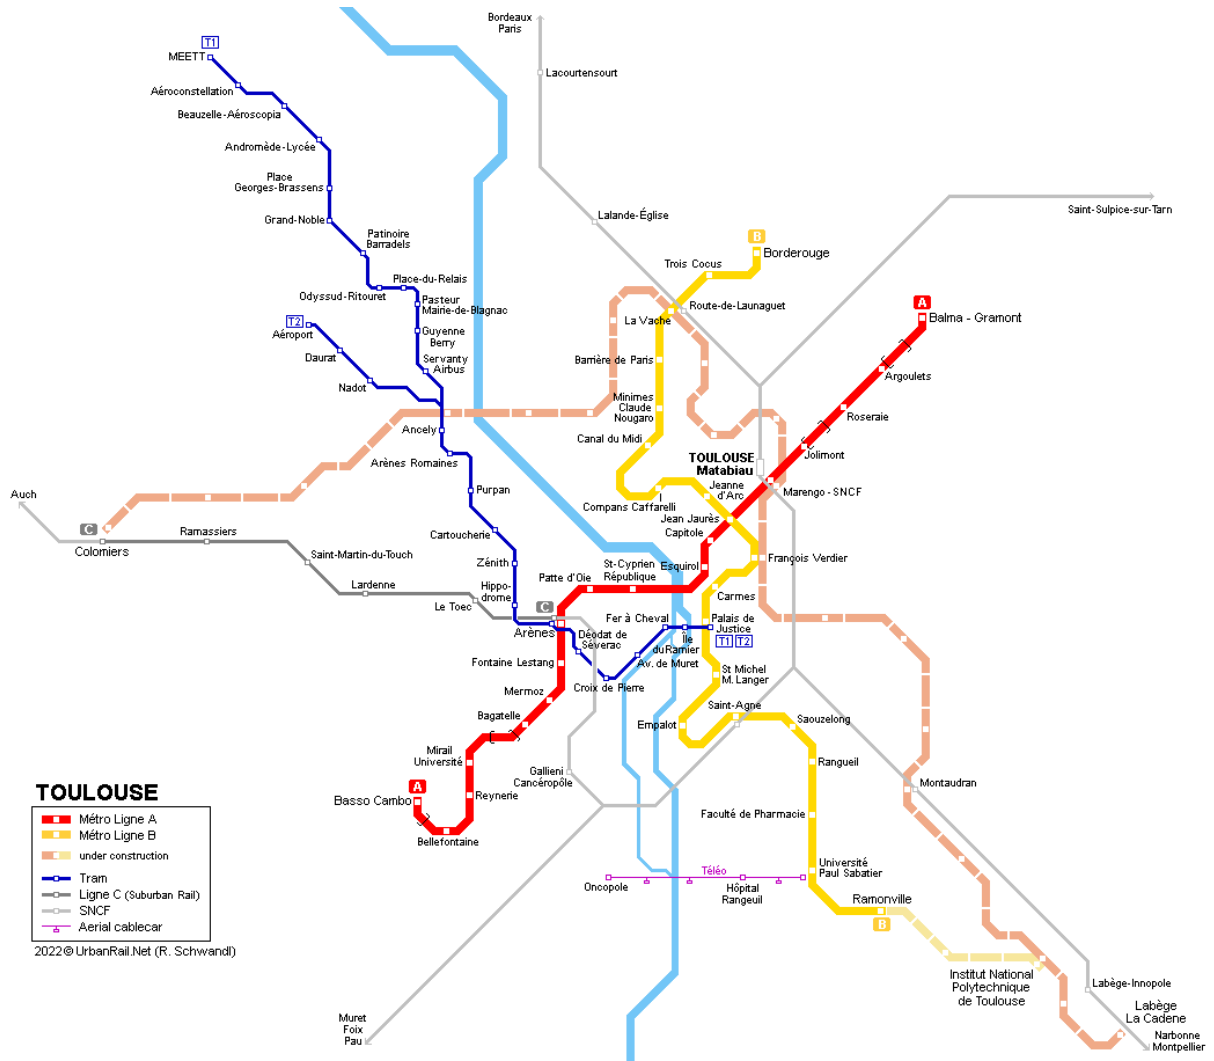 Bordeaux
Paris
T1
MEETT
Lacourtensourt
Aéroconstellation
Beauzelle-Aéroscopia
Andromède-Lycée
Place
Georges-Brassens
Saint-Sulpice-sur-Tarn
Lalande-Église
Grand-Noble
Patinoire
Barradels
B
Borderouge
Trois Cocus
Place-du-Relais
Odyssud-Ritouret
Pasteur
Mairie-de-Blagnac
Route-de-Launaguet
A
Balma - Gramont
La Vache
T2
Aéroport
Guyenne
Berry
Daurat
Servanty
Airbus
Barrière de Paris
Argoulets
Nadot
Minimes
Claude
Nougaro
Roseraie
Ancely
Canal du Midi
Arènes Romaines
TOULOUSE
Matabiau
Jolimont
Auch
Purpan
Jeanne
d'Arc
Marengo - SNCF
Compans Caffarelli
Jean Jaurès
Capitole
C
Colomiers
Ramassiers
Cartoucherie
Saint-Martin-du-Touch
Zénith
St-Cyprien
République
Esquirol
François Verdier
Patte d'Oie
Lardenne
Hippo-
drome
Carmes
Le Toec
C
Arènes
Fer à Cheval
Palais de
Justice
T1
T2
Déodat de
Séverac
Île
du Ramier
Av. de Muret
Fontaine Lestang
St Michel
M. Langer
Croix de Pierre
Mermoz
Saint-Agne
Bagatelle
Empalot
Saouzelong
Mirail
Université
Rangueil
Gallieni
Cancéropôle
Montaudran
TOULOUSE
A
Basso Cambo
Reynerie
Faculté de Pharmacie
Bellefontaine
Métro Ligne A
Métro Ligne B
under construction
Tram
Ligne C (Suburban Rail)
SNCF
Aerial cablecar
2022 © UrbanRail.Net (R. Schwandl)
Téléo
Oncopole
Hôpital
Rangeuil
Université
Paul Sabatier
Ramonville
B
Institut National
Polytechnique
de Toulouse
Labège-Innopole
Labège
La Cadene
Muret
Foix
Pau
Narbonne
Montpellier